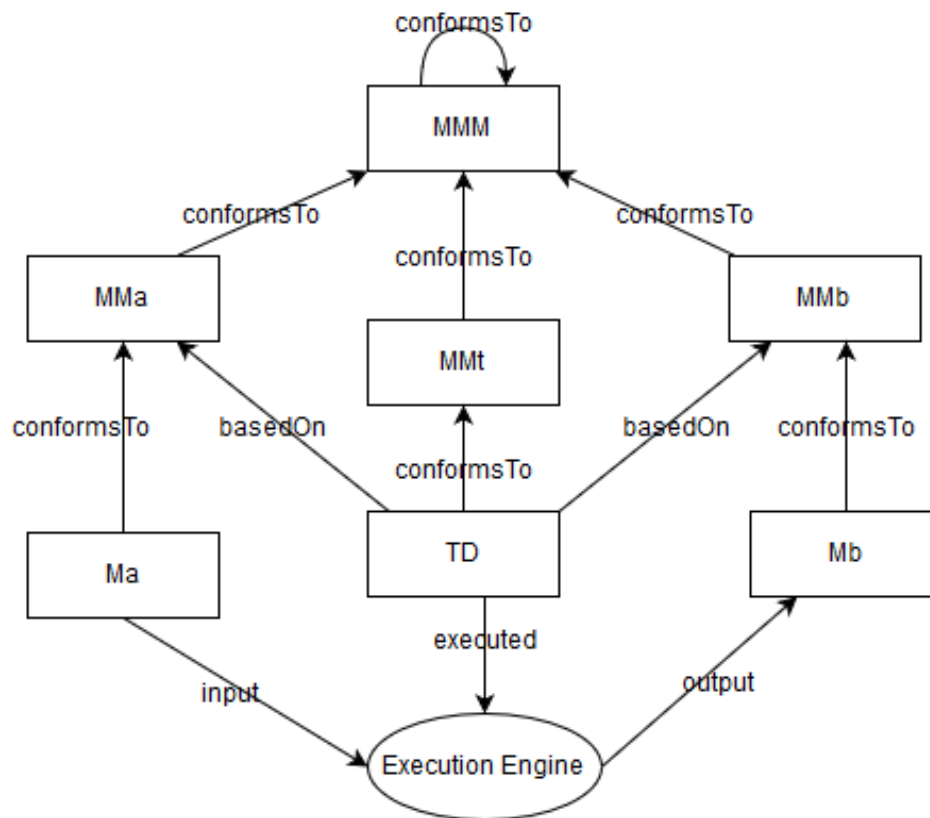 conformsTo
MMM
conformsTo
conformsTo
conformsTo
MMa
MMb
MMt
conformsTo
basedOn
basedOn
conformsTo
conformsTo
Ma
TD
Mb
executed
input
output
Execution Engine